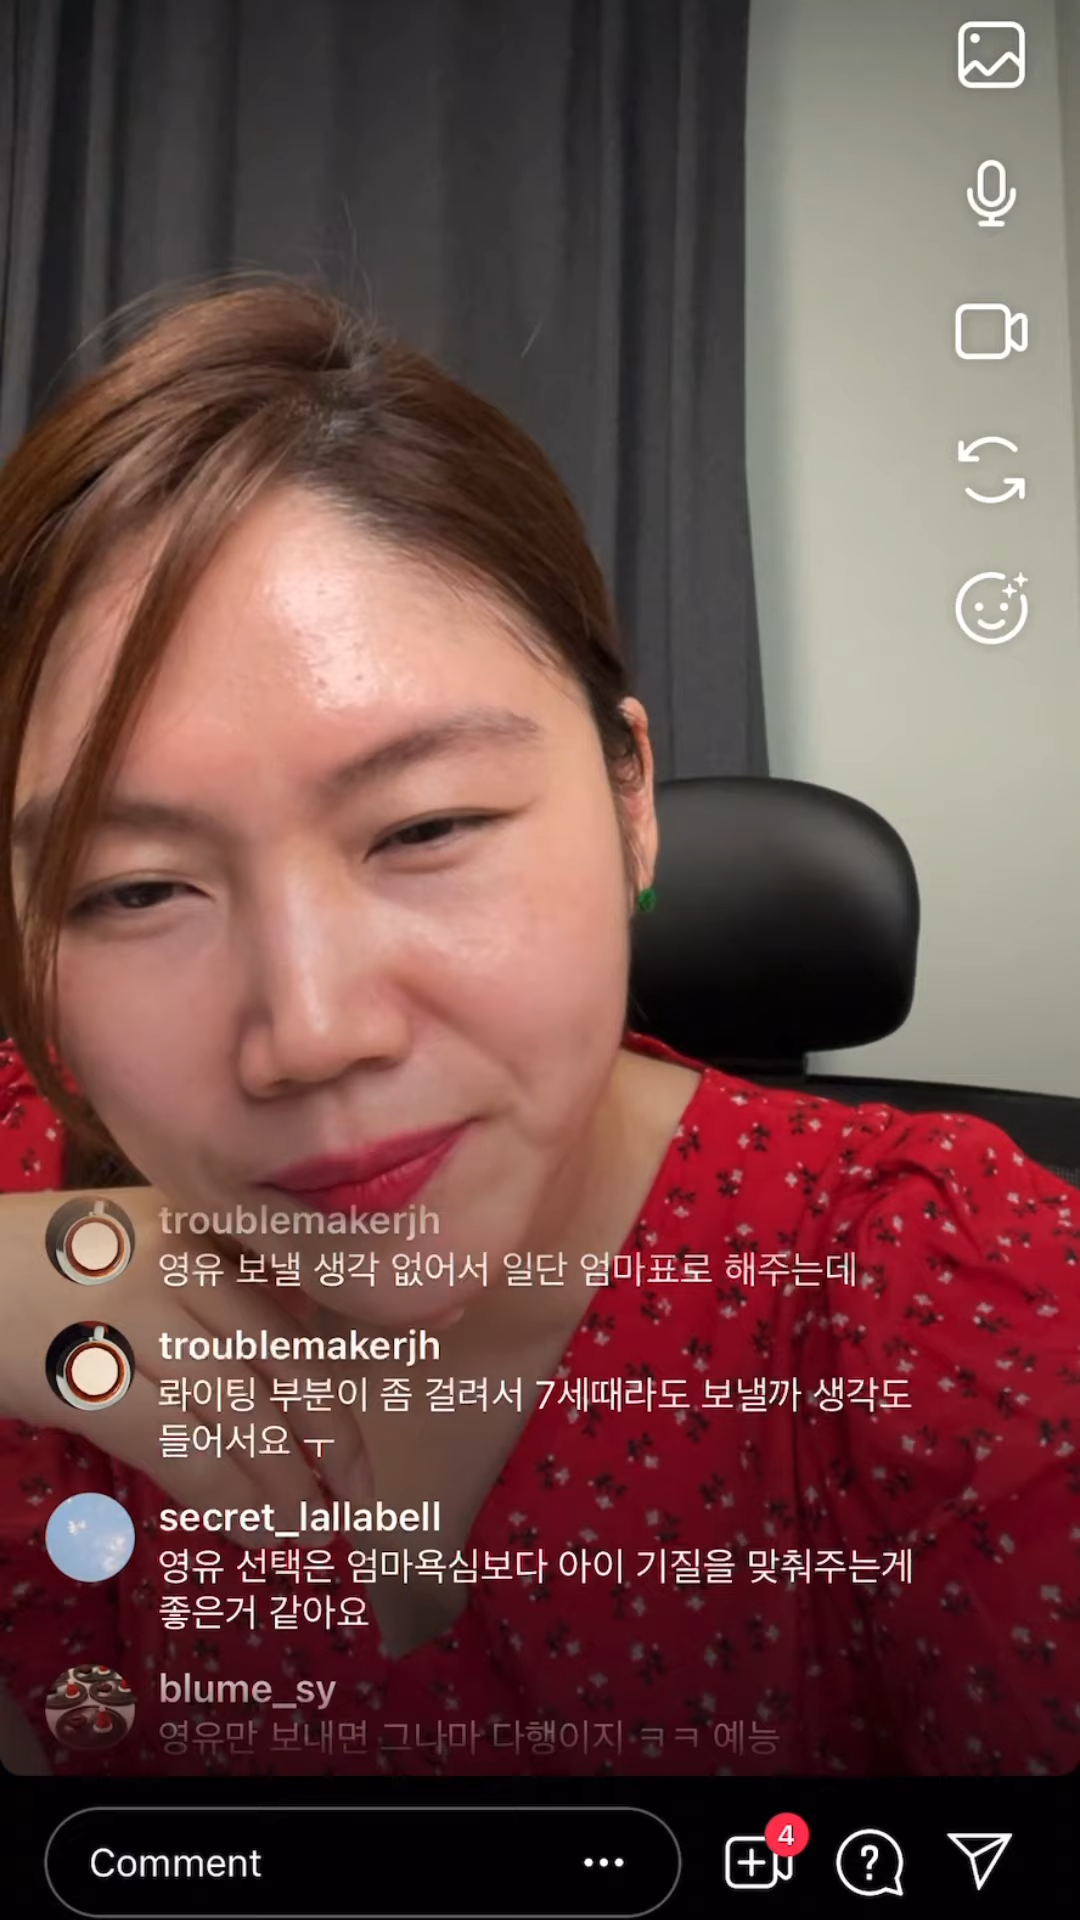 troublemakerjh
영유 보낼 생각 없어서 일단 엄마표로 해주는데
troublemakerjh
롸이팅 부분이 좀 걸려서 7세때라도 보낼까 생각도
들어서요 ㅜ
secret_lallabell
영유 선택은 엄마욕심보다 아이 기질을 맞춰주는게
좋은거 같아요
blume_sy
영유만 보내면 그나마 다행이지 ㅋㅋ 예능
Comment
4